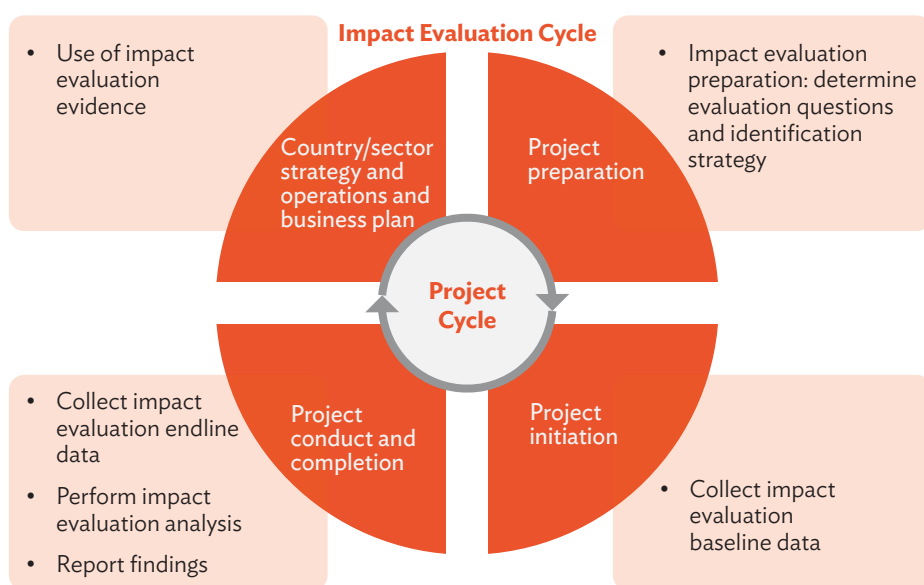 Impact Evaluation Cycle
• Use of impact
evaluation
evidence
• Impact evaluation
preparation: determine
evaluation questions
and identification
strategy
Country/sector
strategy and
operations and
business plan
Project
preparation
Project
Cycle
Project
conduct and
completion
Project
initiation
• Collect impact
evaluation endline
data
• Perform impact
evaluation analysis
• Report findings
• Collect impact
evaluation
baseline data